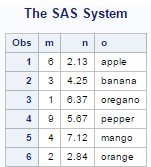 The SAS System
Obs m n o
1 6 2.13 apple
2 3 4.25 banana
3 1 6.37 oregano
4 9 5.67 pepper
5 4 7.12 mango
6 2 2.84 orange